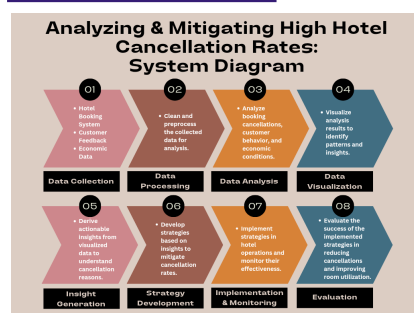 Analyzing & Mitigating High Hotel
Cancellation Rates:
System Diagram
01
• Hotel
Booking
System
• Customer
Feedback
• Economic
Data
Data Collection
02
• Clean and
preprocess
the collected
data for
analysis.
Data
Processing
03
• Analyze
booking
cancellations,
customer
behavior, and
economic
conditions.
Data Analysis
04
• Visualize
analysis
results to
identify
patterns and
insights.
Data
Visualization
05
• Derive
actionable
insights from
visualized
data to
understand
cancellation
reasons.
Insight
Generation
06
• Develop
strategies
based on
insights to
mitigate
cancellation
rates.
Strategy
Development
07
• Implement
strategies in
hotel
operations and
monitor their
effectiveness.
Implementation
& Monitoring
08
• Evaluate the
success of the
implemented
strategies in
reducing
cancellations
and improving
room utilization.
Evaluation